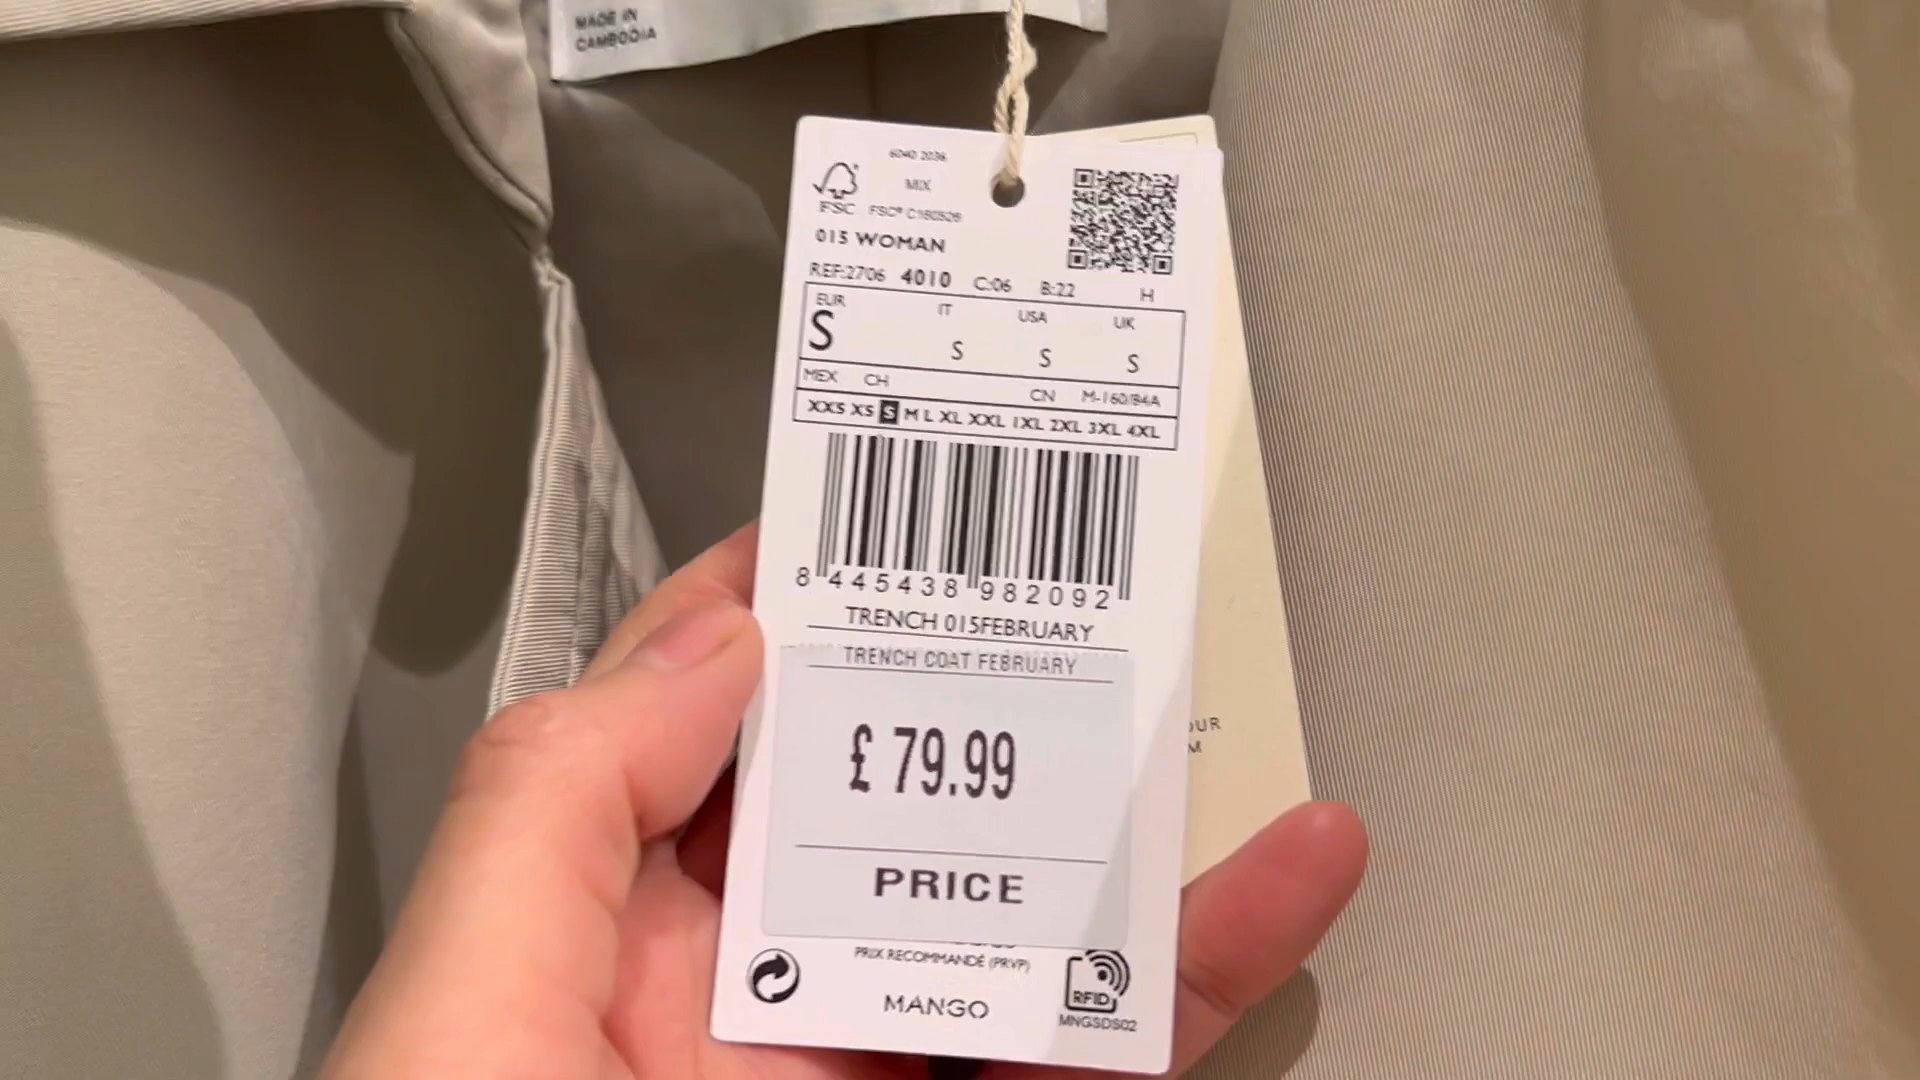 MADE IN
CAMBODIA
6040 2036
MIX
FSC FSC® C160526
015 WOMAN
REF:2706 4010 C:06 B:22 H
EUR IT USA UK
S S S S
MEX CH CN M-160/84A
XXS XS S M L XL XXL 1XL 2XL 3XL 4XL
8 445438 982092
TRENCH 015FEBRUARY
TRENCH COAT FEBRUARY
£ 79.99
PRICE
PRIX RECOMMANDÉ (PRVP)
MANGO
RFID
MNGSDS02